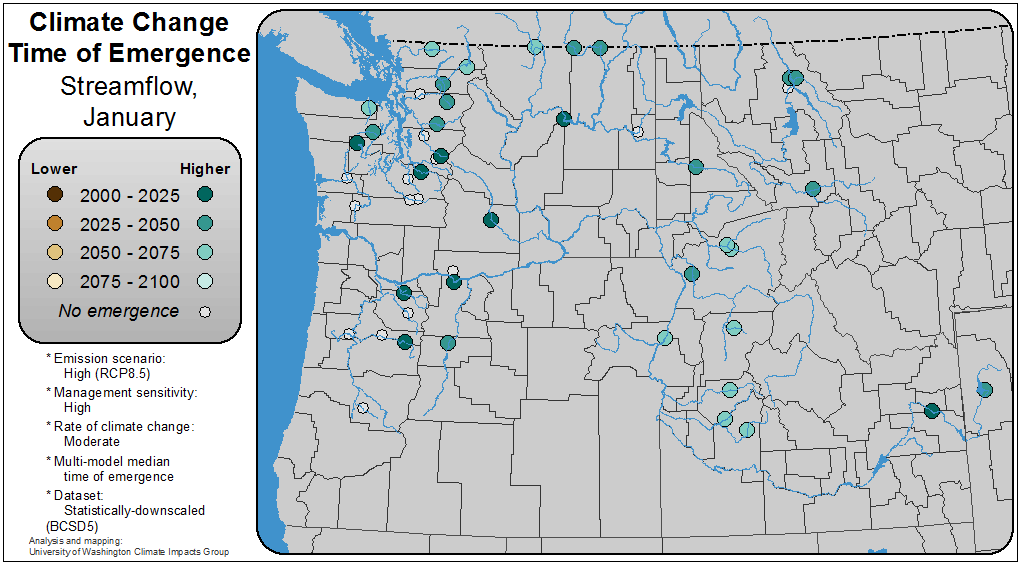 Climate Change
Time of Emergence
Streamflow,
January
Lower Higher
2000 - 2025
2025 - 2050
2050 - 2075
2075 - 2100
No emergence
* Emission scenario:
High (RCP8.5)
* Management sensitivity:
High
* Rate of climate change:
Moderate
* Multi-model median
time of emergence
* Dataset:
Statistically-downscaled
(BCSD5)
Analysis and mapping:
University of Washington Climate Impacts Group